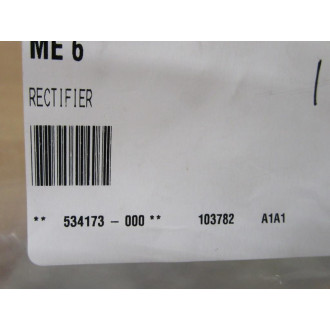 ME 6
RECTIFIER
** 534173 - 000 ** 103782 A1A1